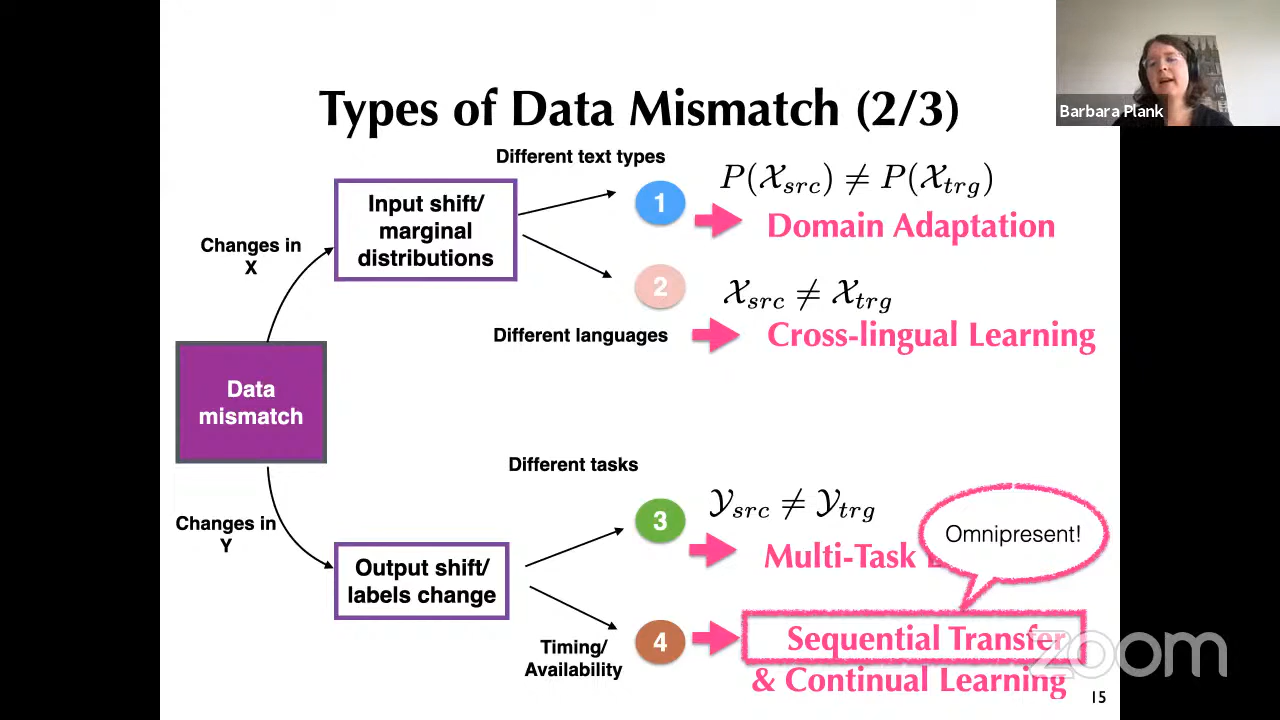 Types of Data Mismatch (2/3)
Barbara Plank
Different text types
P(𝒳src) ≠ P(𝒳trg)
1
Domain Adaptation
Input shift/
marginal
distributions
Changes in
X
2
𝒳src ≠ 𝒳trg
Different languages
Cross-lingual Learning
Data
mismatch
Different tasks
3
𝒴src ≠ 𝒴trg
Multi-Task
Omnipresent!
Changes in
Y
Output shift/
labels change
Timing/
Availability
4
Sequential Transfer
& Continual Learning
zoom
15